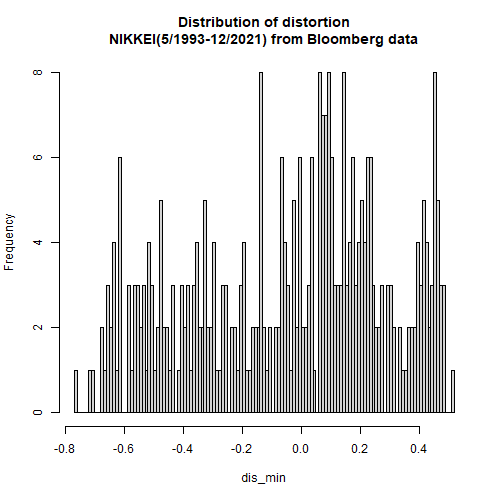 Distribution of distortion
NIKKEI(5/1993-12/2021) from Bloomberg data
Frequency
8
6
4
2
0
-0.8 -0.6 -0.4 -0.2 0.0 0.2 0.4
dis_min